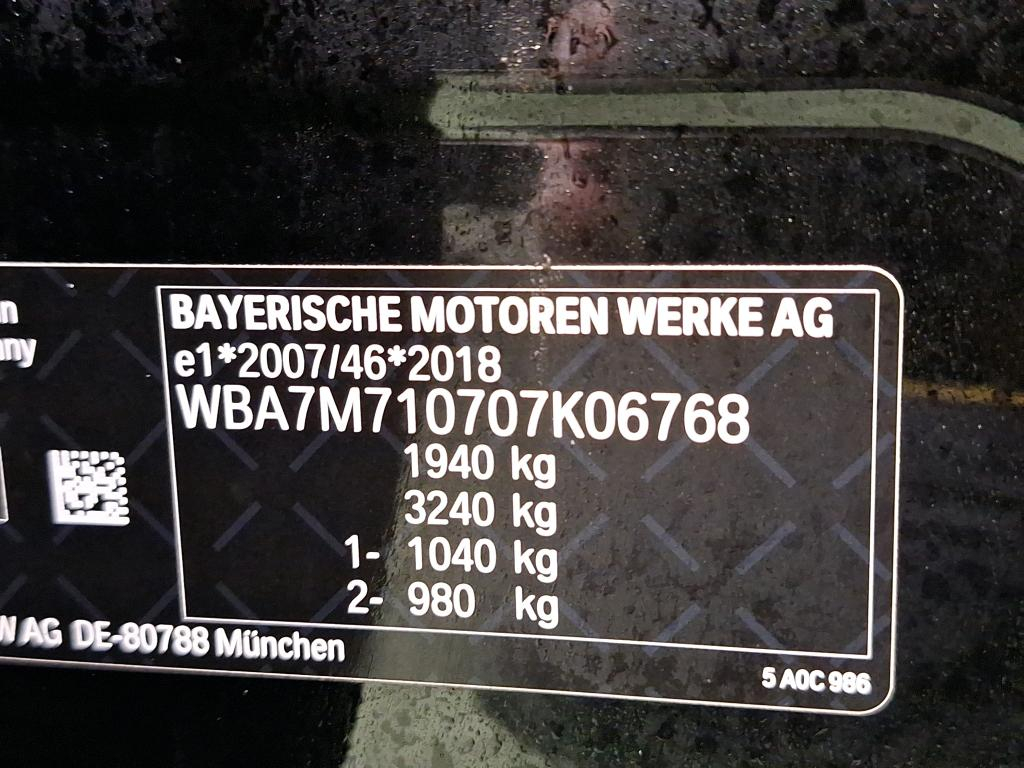 BAYERISCHE MOTOREN WERKE AG
e1*2007/46*2018
WBA7M710707K06768
1940 kg
3240 kg
1- 1040 kg
2- 980 kg
AG DE-80788 München
5 A0C 986